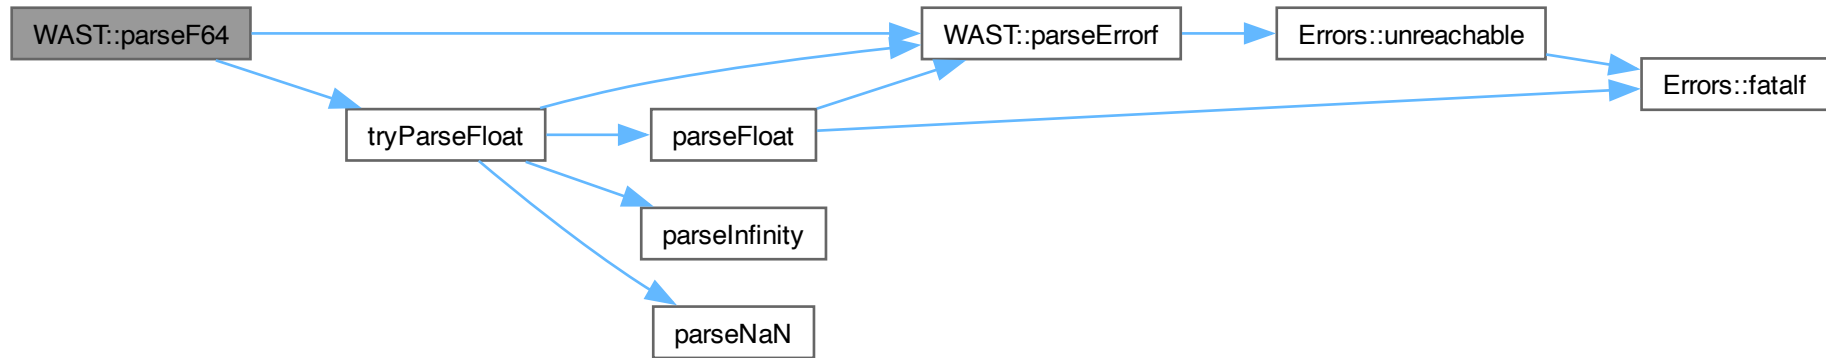 WAST::parseF64
WAST::parseErrorf
Errors::unreachable
Errors::fatalf
tryParseFloat
parseFloat
parseInfinity
parseNaN